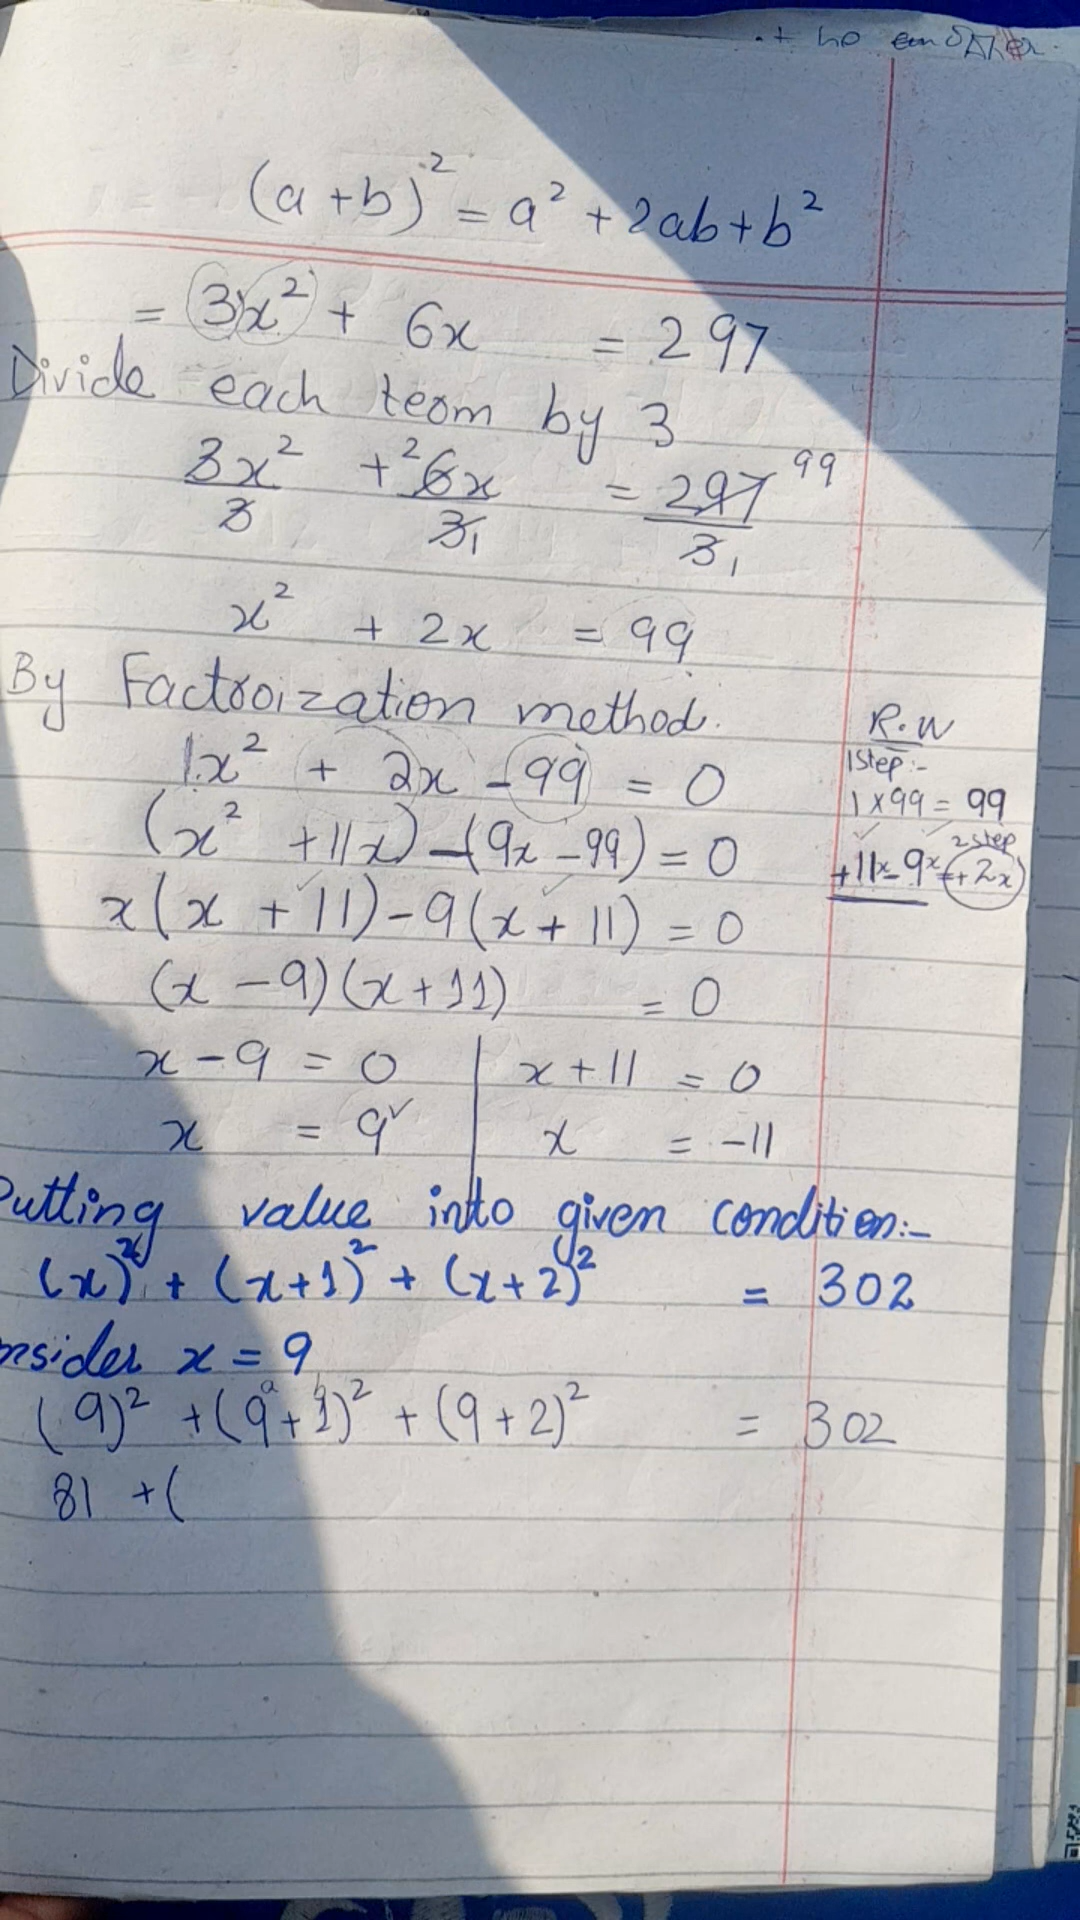 (a + b)² = a² + 2ab + b²
= 3x² + 6x = 297
Divide each term by 3
3x²/3 + ²6x/3₁ = 297/3₁ 99
x² + 2x = 99
By Factroization method.
1x² + 2x - 99 = 0
(x² + 11x) - (9x - 99) = 0
x(x + 11) - 9(x + 11) = 0
(x - 9)(x + 11) = 0
x - 9 = 0 | x + 11 = 0
x = 9 ✓ | x = -11
R.W
1step:-
1 × 99 = 99
2step
+11x - 9x = +2x
Putting value into given condition:-
(x)² + (x+1)² + (x+2)² = 302
x = 9
(9)² + (9+1)² + (9+2)² = 302
a b
81 + (